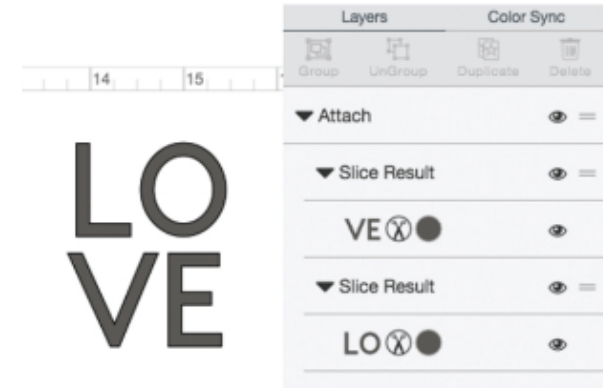 Layers Color Sync
Group UnGroup Duplicate Delete
14 15
Attach
Slice Result
VE
Slice Result
LO
LO
VE